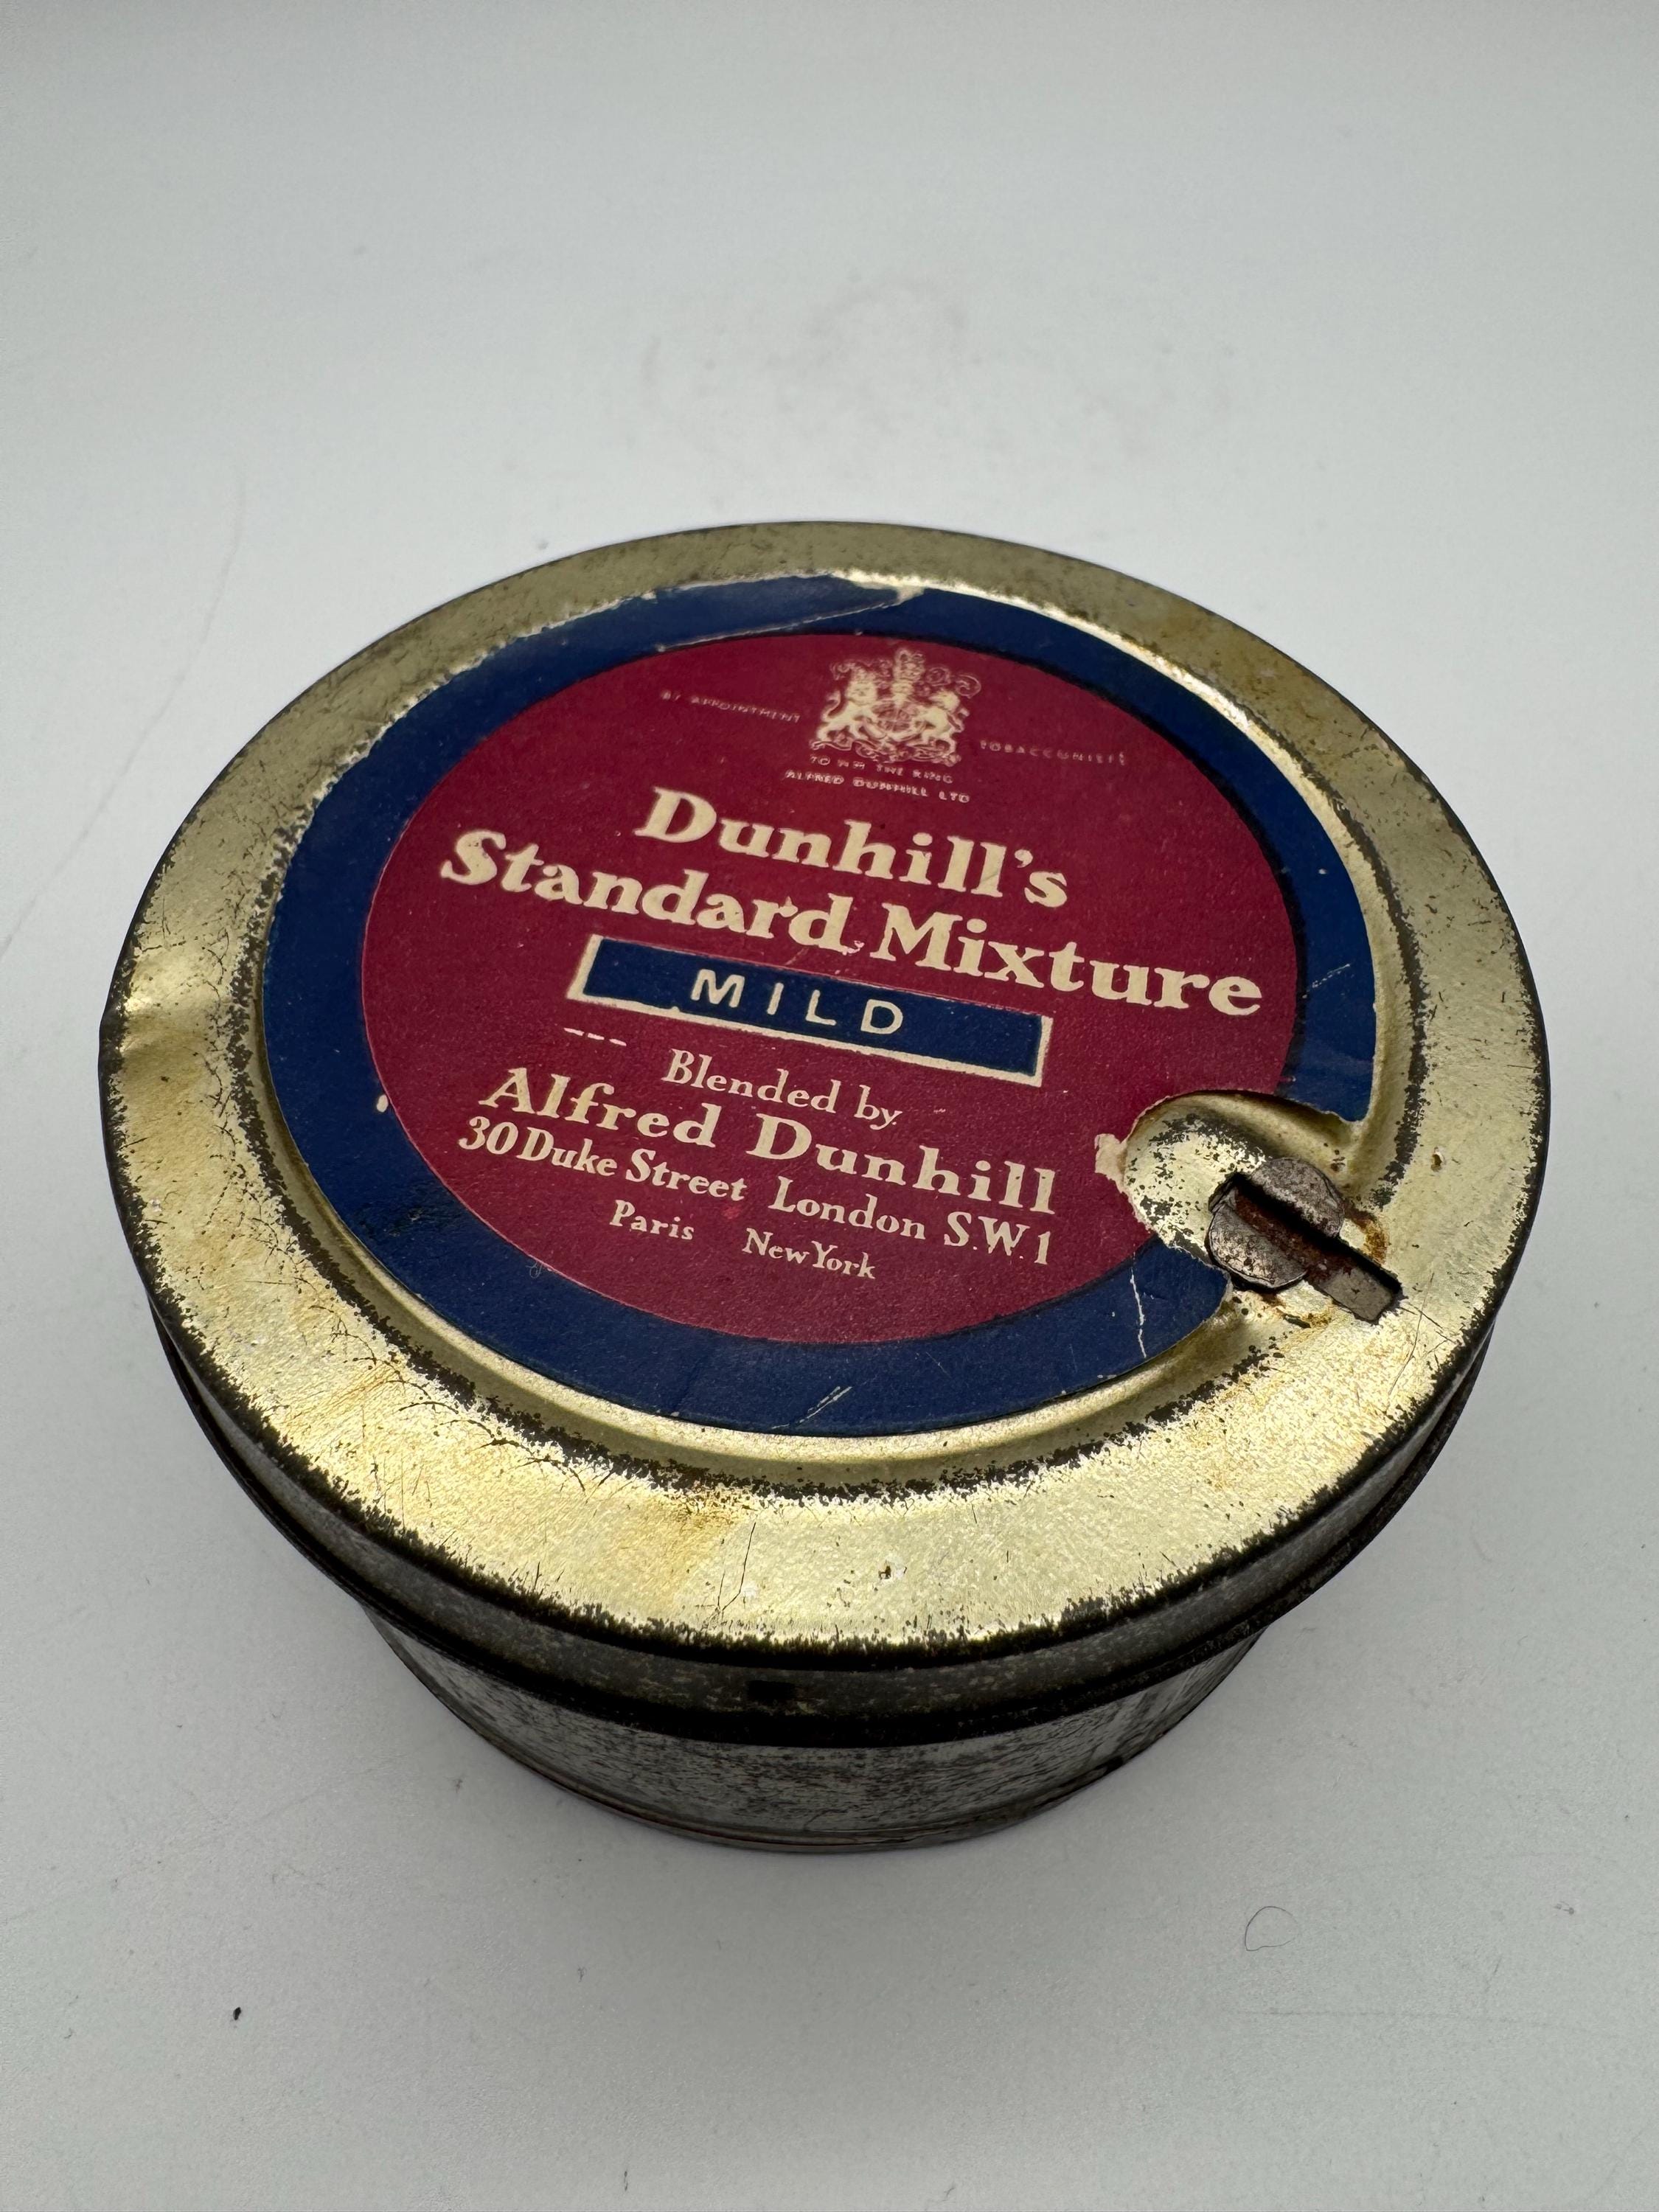 BY APPOINTMENT TOBACCONISTS
TO HM THE KING
ALFRED DUNHILL LTD
Dunhill's
Standard Mixture
MILD
Blended by
Alfred Dunhill
30 Duke Street London S.W.1
Paris New York